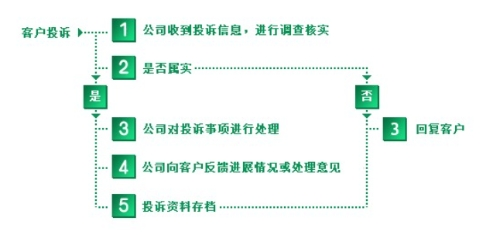 客户投诉
1 公司收到投诉信息，进行调查核实
2 是否属实
是
否
3 公司对投诉事项进行处理
3 回复客户
4 公司向客户反馈进展情况或处理意见
5 投诉资料存档